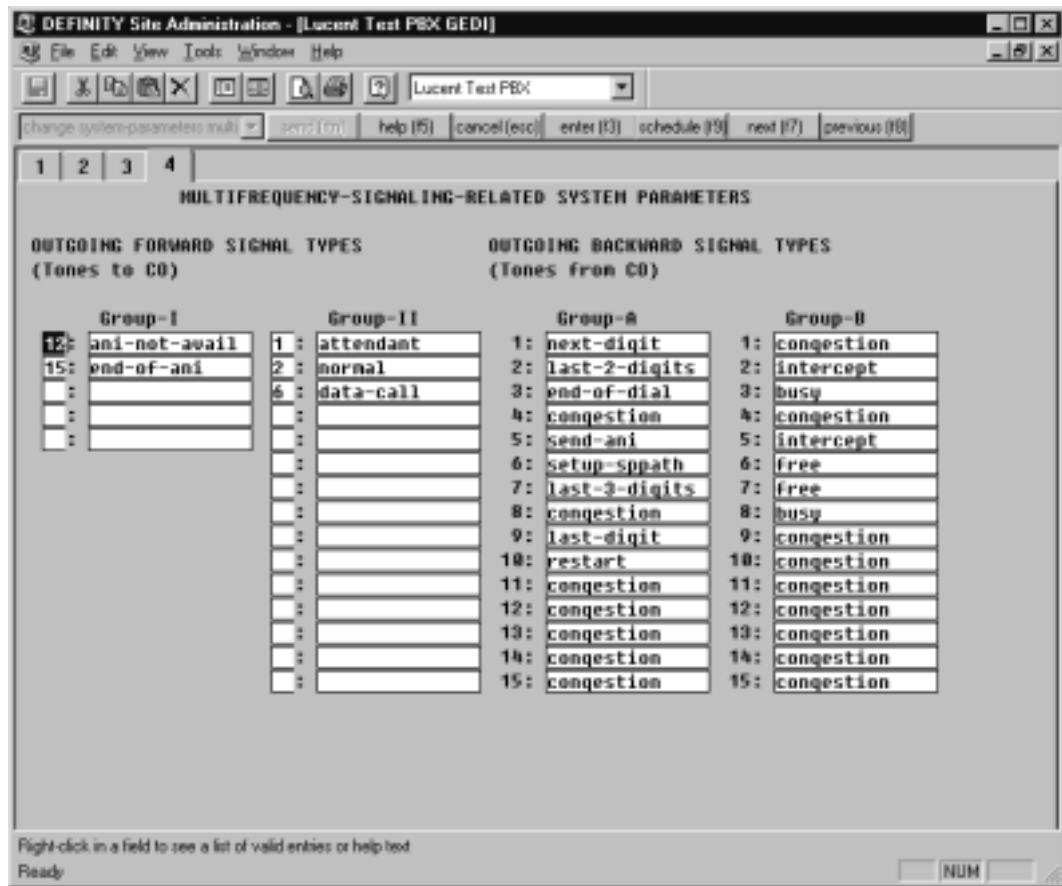 DEFINITY Site Administration - [Lucent Test PBX GEDI]
File Edit View Tools Window Help
Lucent Test PBX
change system-parameters multi send (fn) help (f5) cancel (esc) enter (f3) schedule (f9) next (f7) previous (f8)
1 2 3 4
MULTIFREQUENCY-SIGNALING-RELATED SYSTEM PARAMETERS
OUTGOING FORWARD SIGNAL TYPES OUTGOING BACKWARD SIGNAL TYPES
(Tones to CO) (Tones from CO)
Group-I Group-II Group-A Group-B
12: ani-not-avail 1 : attendant 1: next-digit 1: congestion
15: end-of-ani 2 : normal 2: last-2-digits 2: intercept
: 6 : data-call 3: end-of-dial 3: busy
: : 4: congestion 4: congestion
: : 5: send-ani 5: intercept
: 6: setup-sppath 6: free
: 7: last-3-digits 7: free
: 8: congestion 8: busy
: 9: last-digit 9: congestion
: 10: restart 10: congestion
: 11: congestion 11: congestion
: 12: congestion 12: congestion
: 13: congestion 13: congestion
: 14: congestion 14: congestion
: 15: congestion 15: congestion
Right-click in a field to see a list of valid entries or help text
Ready NUM